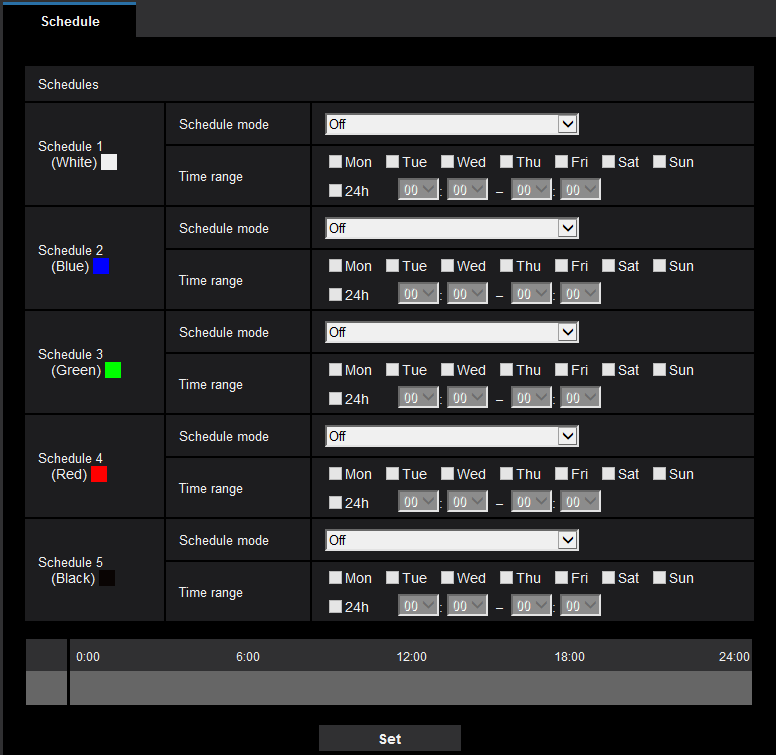 Schedule
Schedules
Schedule 1
(White)
Schedule mode
Off
Time range
Mon Tue Wed Thu Fri Sat Sun
24h 00 : 00 – 00 : 00
Schedule 2
(Blue)
Schedule mode
Off
Time range
Mon Tue Wed Thu Fri Sat Sun
24h 00 : 00 – 00 : 00
Schedule 3
(Green)
Schedule mode
Off
Time range
Mon Tue Wed Thu Fri Sat Sun
24h 00 : 00 – 00 : 00
Schedule 4
(Red)
Schedule mode
Off
Time range
Mon Tue Wed Thu Fri Sat Sun
24h 00 : 00 – 00 : 00
Schedule 5
(Black)
Schedule mode
Off
Time range
Mon Tue Wed Thu Fri Sat Sun
24h 00 : 00 – 00 : 00
0:00 6:00 12:00 18:00 24:00
Set